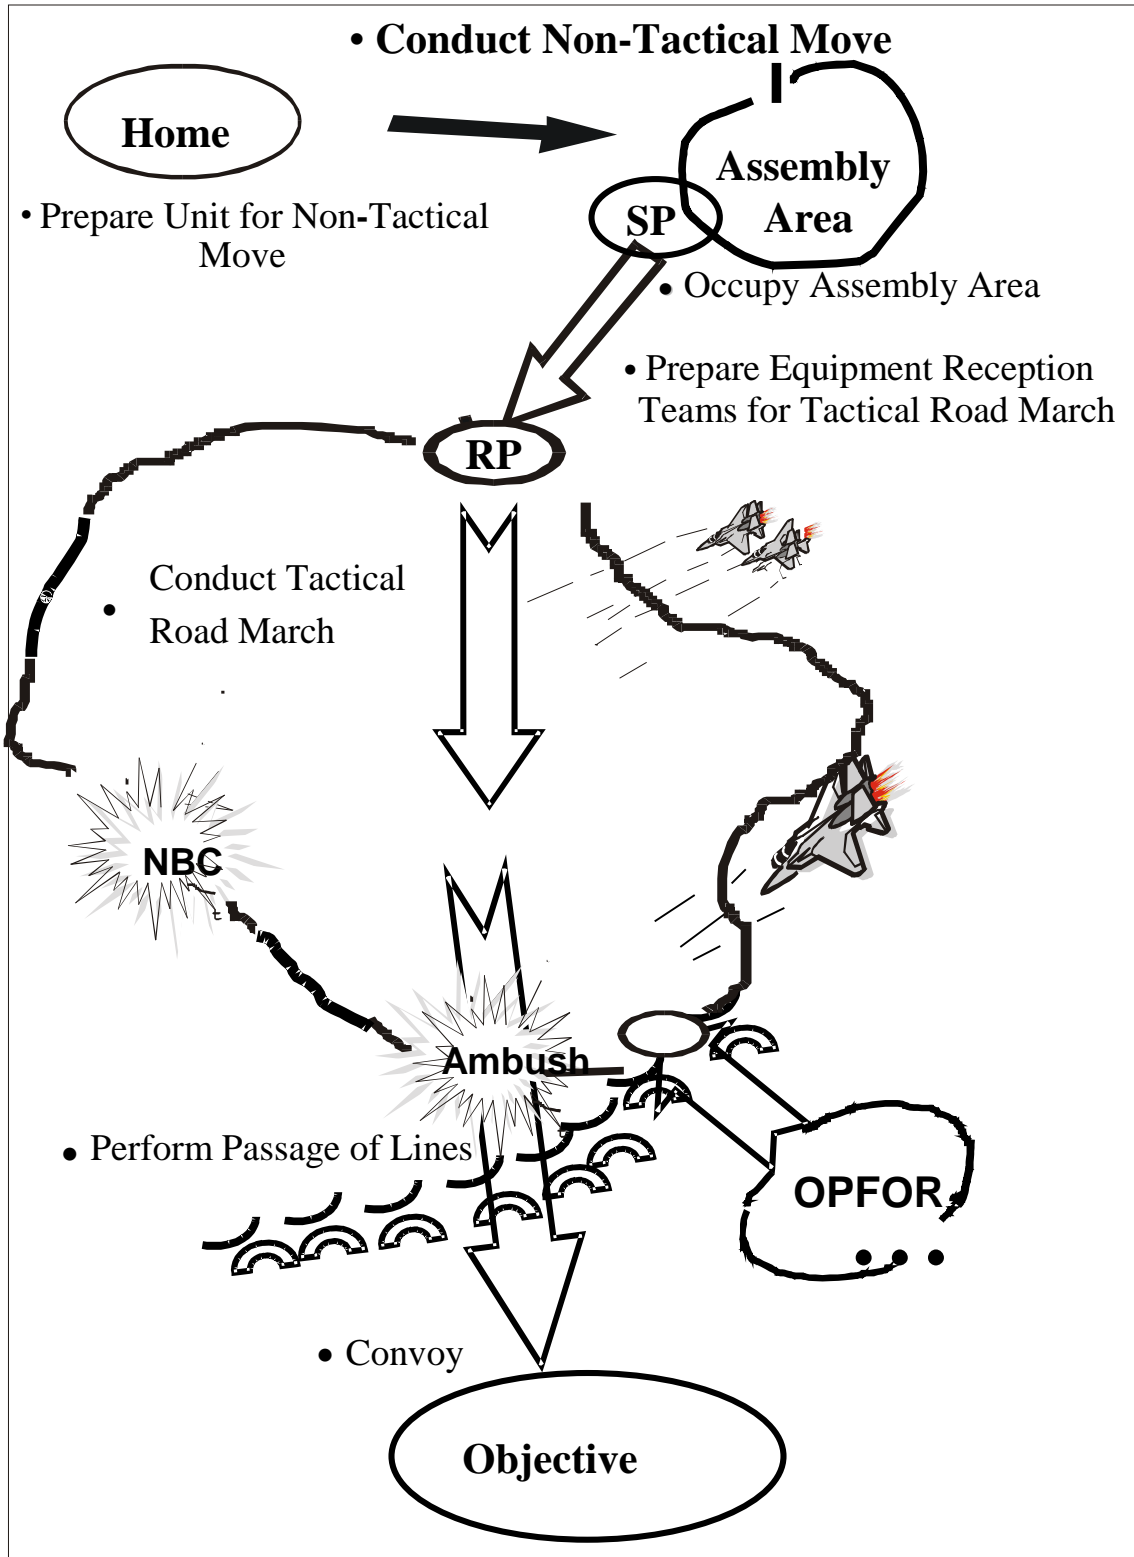 • Conduct Non-Tactical Move
Home
Assembly
Area
SP
• Prepare Unit for Non-Tactical
Move
• Occupy Assembly Area
• Prepare Equipment Reception
Teams for Tactical Road March
RP
• Conduct Tactical
Road March
NBC
t
Ambush
• Perform Passage of Lines
OPFOR
• • •
• Convoy
Objective